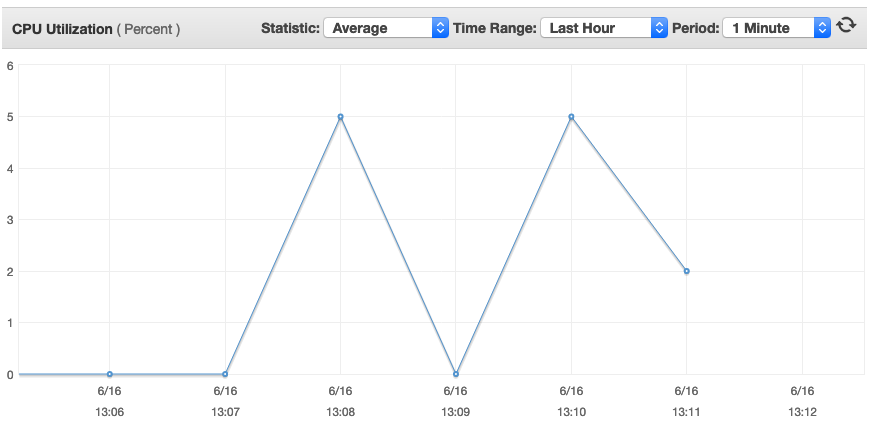 CPU Utilization ( Percent ) Statistic: Average Time Range: Last Hour Period: 1 Minute
6
5
4
3
2
1
0
6/16 6/16 6/16 6/16 6/16 6/16 6/16
13:06 13:07 13:08 13:09 13:10 13:11 13:12